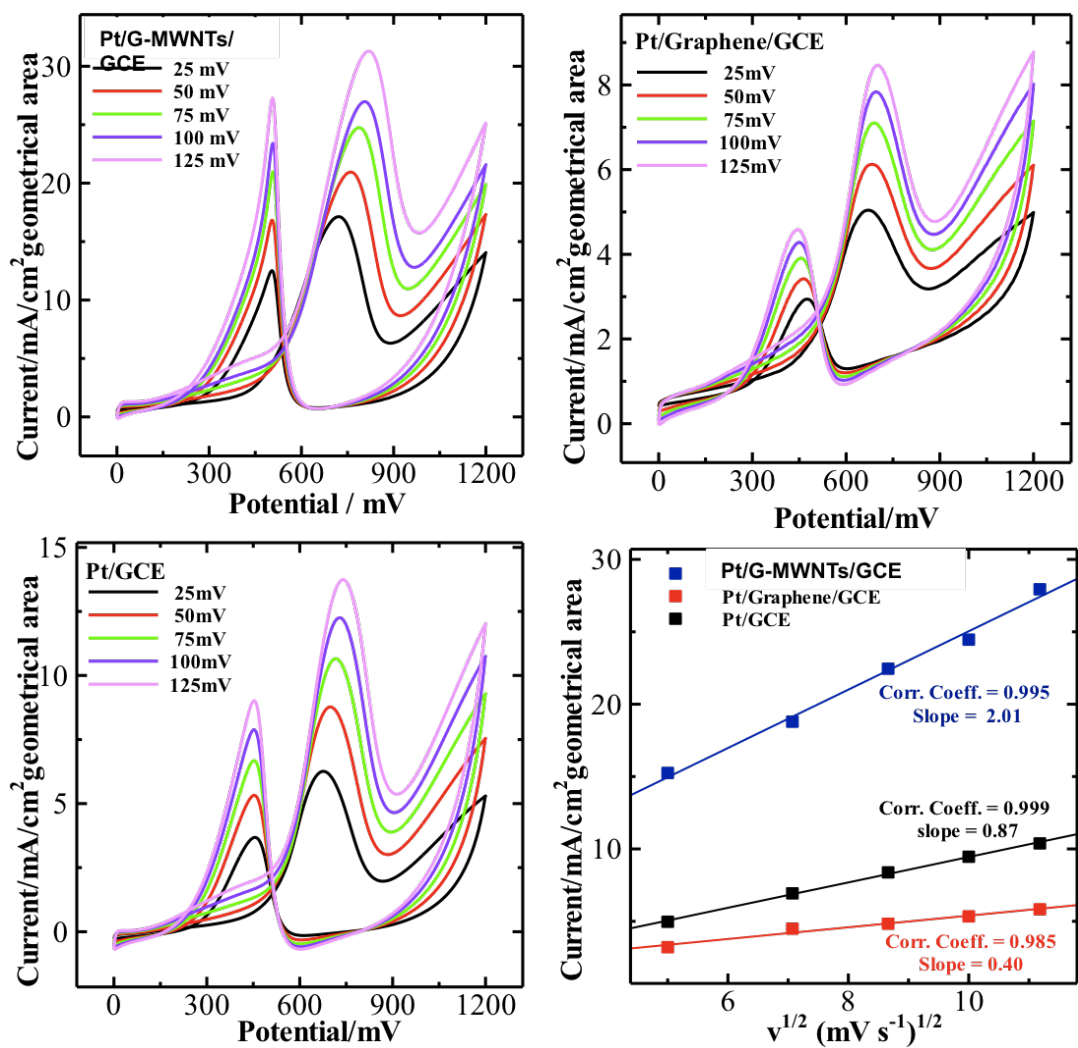 Pt/G-MWNTs/
GCE
25 mV
50 mV
75 mV
100 mV
125 mV
Current/mA/cm²geometrical area
0
10
20
30
0
300
600
900
1200
Potential / mV
Pt/Graphene/GCE
25mV
50mV
75mV
100mV
125mV
Current/mA/cm²geometrical area
0
2
4
6
8
0
300
600
900
1200
Potential/mV
Pt/GCE
25mV
50mV
75mV
100mV
125mV
Current/mA/cm²geometrical area
0
5
10
15
0
300
600
900
1200
Potential/mV
Pt/G-MWNTs/GCE
Pt/Graphene/GCE
Pt/GCE
Corr. Coeff. = 0.995
Slope = 2.01
Corr. Coeff. = 0.999
slope = 0.87
Corr. Coeff. = 0.985
Slope = 0.40
Current/mA/cm²geometrical area
10
20
30
6
8
10
v^1/2 (mV s^-1)^1/2